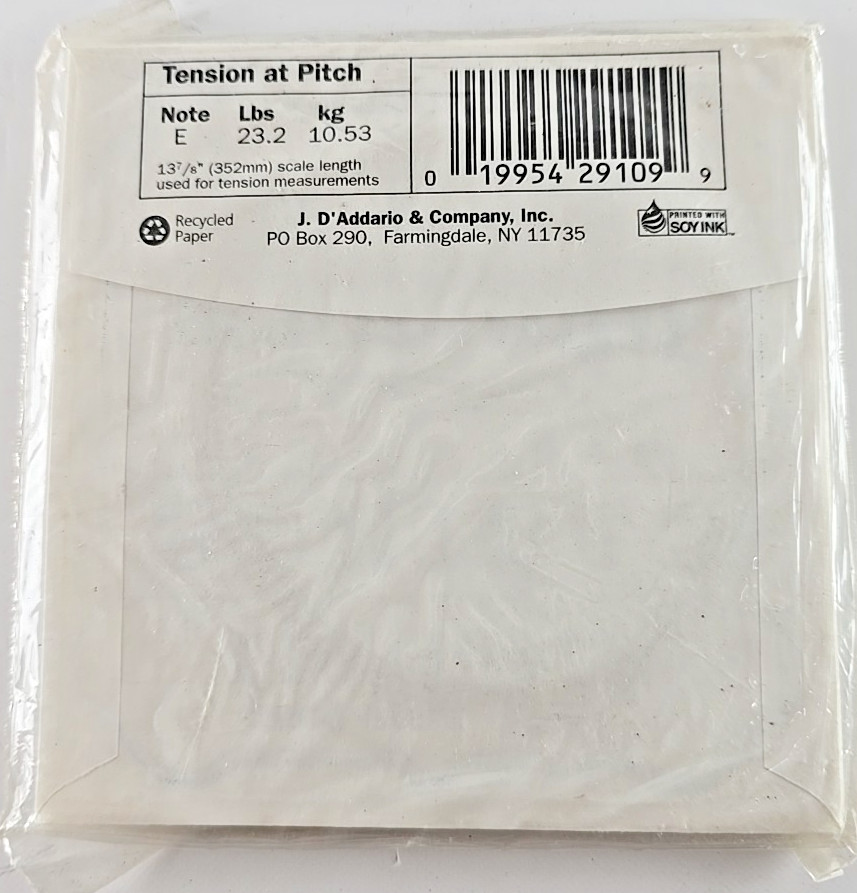 Tension at Pitch
Note Lbs kg
E 23.2 10.53
13⅞" (352mm) scale length
used for tension measurements
0 19954 29109 9
Recycled
Paper
J. D'Addario & Company, Inc.
PO Box 290, Farmingdale, NY 11735
PRINTED WITH
SOY INK™